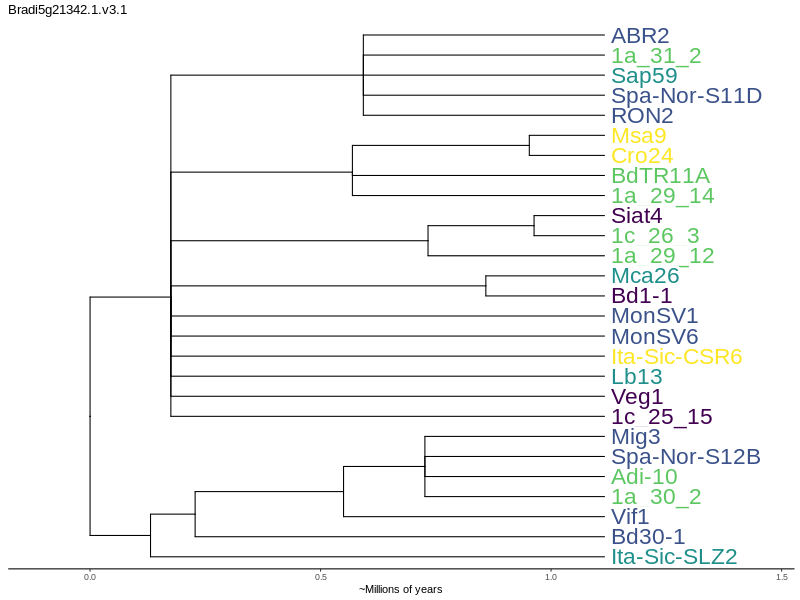 Bradi5g21342.1.v3.1
ABR2
1a_31_2
Sap59
Spa-Nor-S11D
RON2
Msa9
Cro24
BdTR11A
1a_29_14
Siat4
1c_26_3
1a_29_12
Mca26
Bd1-1
MonSV1
MonSV6
Ita-Sic-CSR6
Lb13
Veg1
1c_25_15
Mig3
Spa-Nor-S12B
Adi-10
1a_30_2
Vif1
Bd30-1
Ita-Sic-SLZ2
0.0 0.5 1.0 1.5
~Millions of years